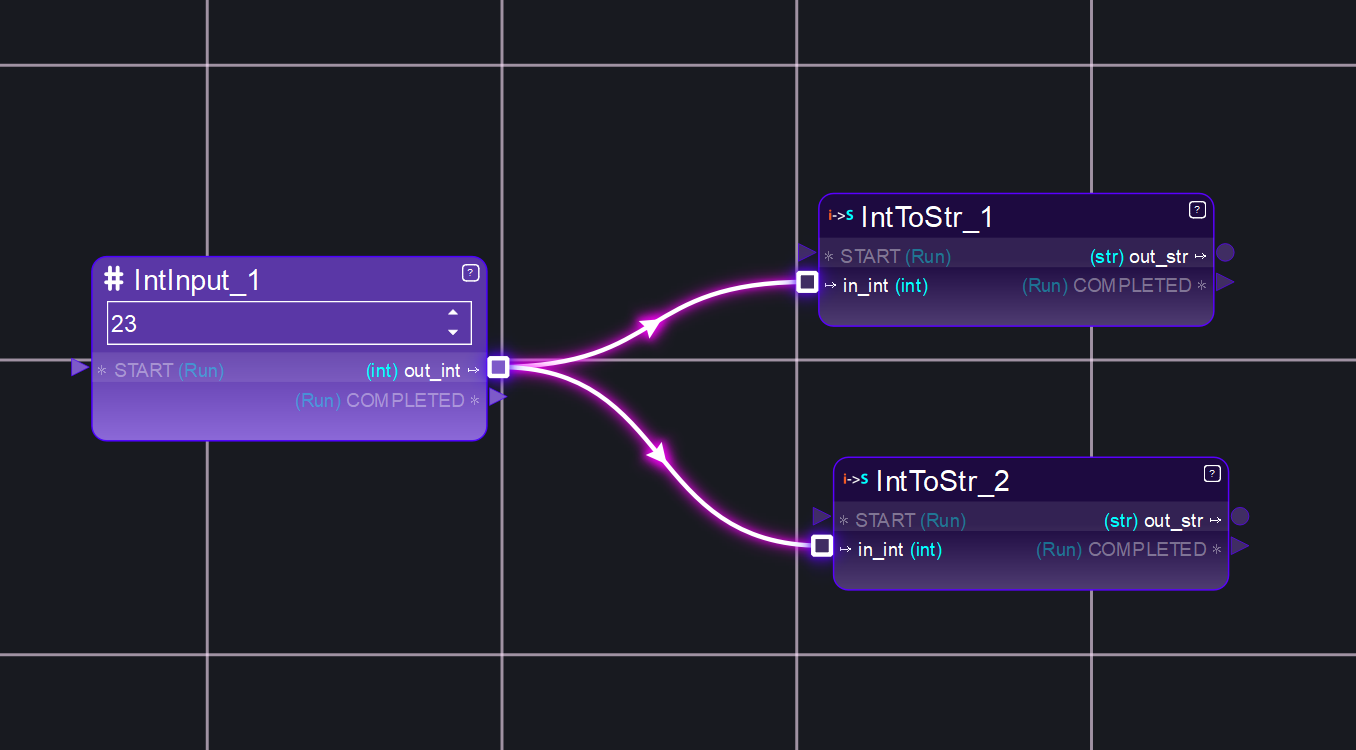 # IntInput_1 ?
23
* START (Run) (int) out_int ↦
(Run) COMPLETED *
i->S IntToStr_1 ?
* START (Run) (str) out_str ↦
↦ in_int (int) (Run) COMPLETED *
i->S IntToStr_2 ?
* START (Run) (str) out_str ↦
↦ in_int (int) (Run) COMPLETED *